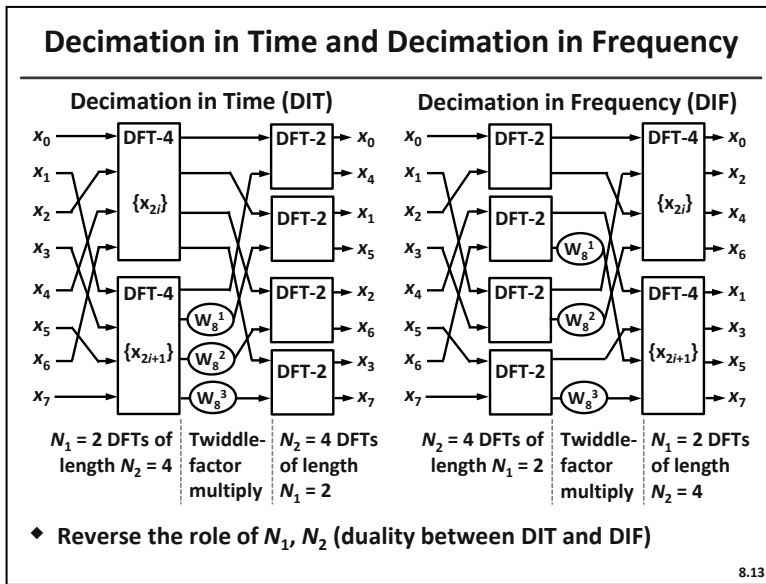 Decimation in Time and Decimation in Frequency
Decimation in Time (DIT)
x₀
x₁
x₂
x₃
x₄
x₅
x₆
x₇
DFT-4
{x₂ᵢ}
DFT-4
{x₂ᵢ₊₁}
W₈¹
W₈²
W₈³
DFT-2
DFT-2
DFT-2
DFT-2
x₀
x₄
x₁
x₅
x₂
x₆
x₃
x₇
N₁ = 2 DFTs of
length N₂ = 4
Twiddle-
factor
multiply
N₂ = 4 DFTs
of length
N₁ = 2
Decimation in Frequency (DIF)
x₀
x₁
x₂
x₃
x₄
x₅
x₆
x₇
DFT-2
DFT-2
DFT-2
DFT-2
W₈¹
W₈²
W₈³
DFT-4
{x₂ᵢ}
DFT-4
{x₂ᵢ₊₁}
x₀
x₂
x₄
x₆
x₁
x₃
x₅
x₇
N₂ = 4 DFTs of
length N₁ = 2
Twiddle-
factor
multiply
N₁ = 2 DFTs
of length
N₂ = 4
◆ Reverse the role of N₁, N₂ (duality between DIT and DIF)
8.13